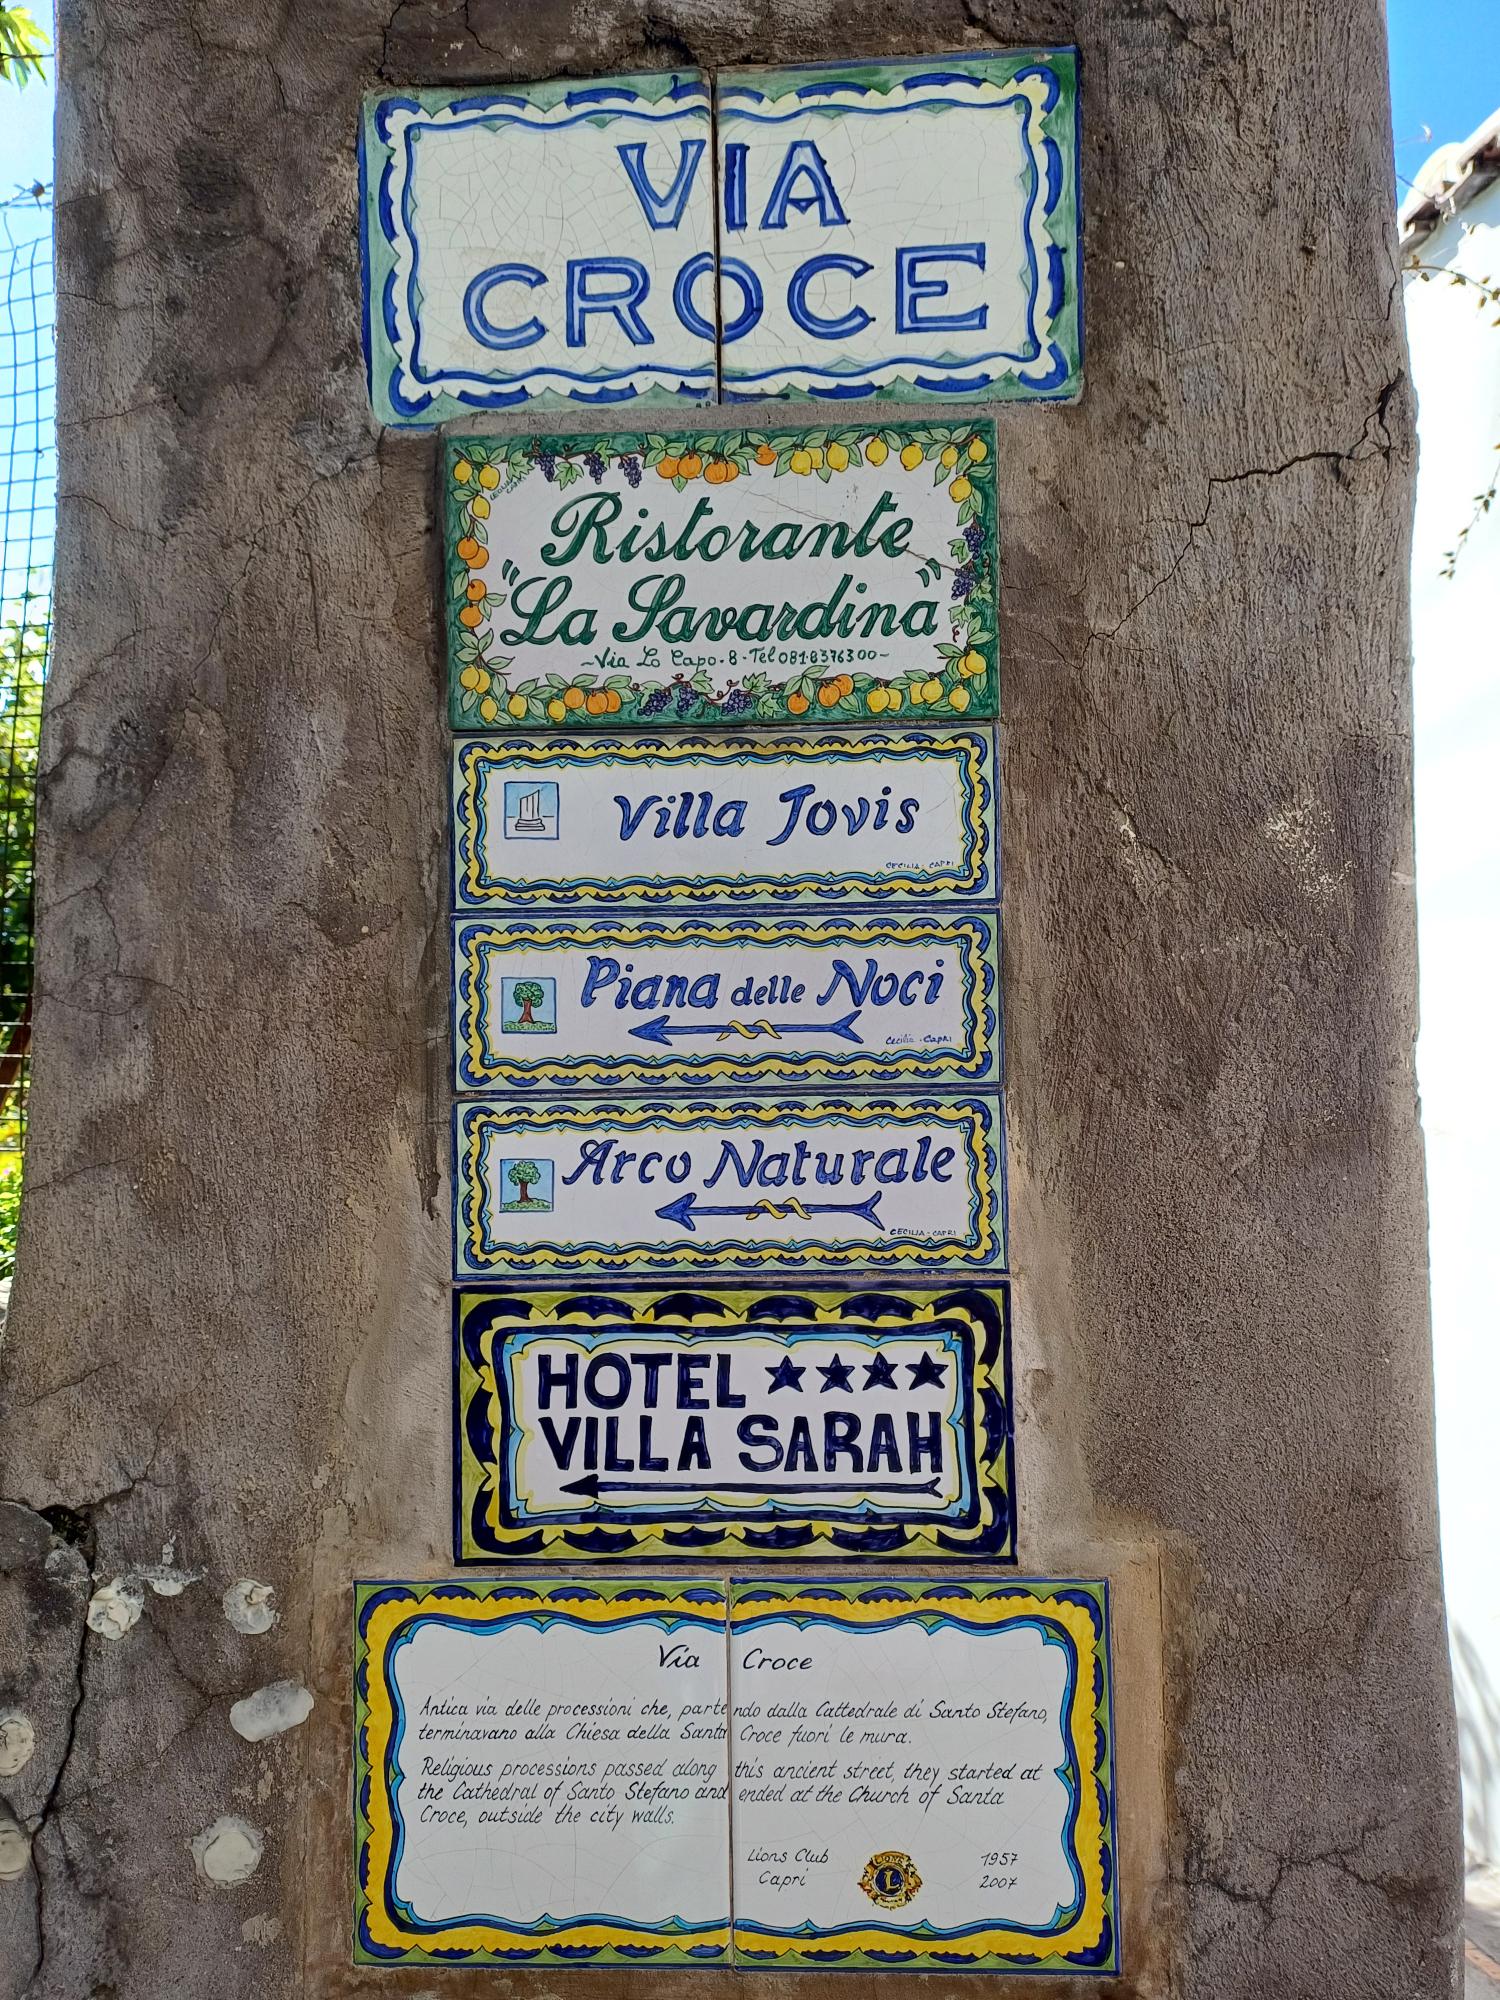 VIA
CROCE
Ristorante
"La Savardina"
~Via Lo Capo. 8 - Tel 081.8376300~
Villa Jovis
CECILIA · CAPRI
Piana delle Noci
Cecilia · Capri
Arco Naturale
CECILIA - CAPRI
HOTEL ★★★★
VILLA SARAH
Via Croce
Antica via delle processioni che, partendo dalla Cattedrale di Santo Stefano,
terminavano alla Chiesa della Santa Croce fuori le mura.
Religious processions passed along this ancient street, they started at
the Cathedral of Santo Stefano and ended at the Church of Santa
Croce, outside the city walls.
Lions Club 1957
Capri 2007
LIONS
L